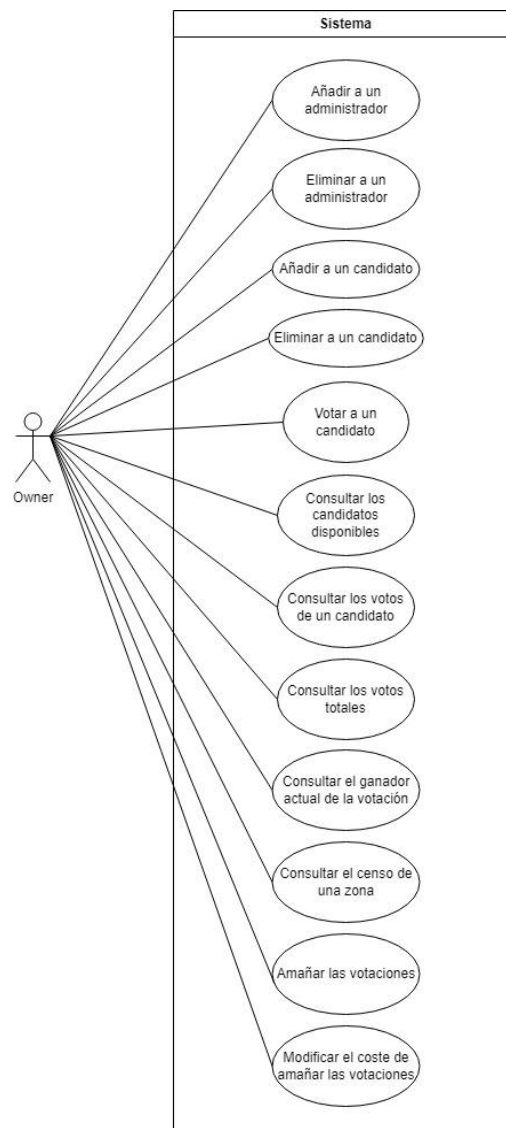 Sistema
Añadir a un
administrador
Eliminar a un
administrador
Añadir a un candidato
Eliminar a un candidato
Votar a un
candidato
Owner
Consultar los
candidatos
disponibles
Consultar los votos
de un candidato
Consultar los votos
totales
Consultar el ganador
actual de la votación
Consultar el censo de
una zona
Amañar las votaciones
Modificar el coste de
amañar las votaciones